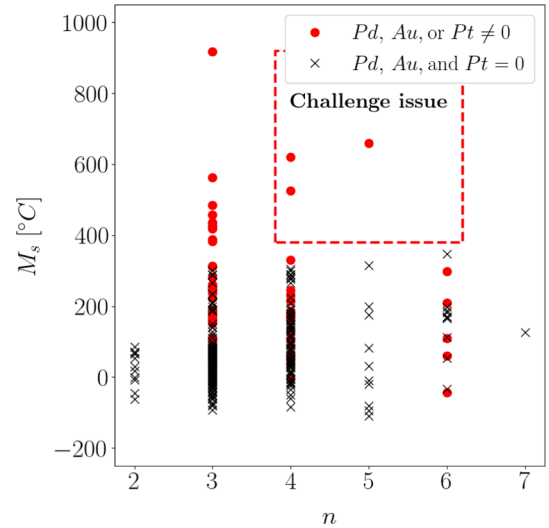 Pd, Au, or Pt ≠ 0
Pd, Au, and Pt = 0
Challenge issue
1000
800
600
400
200
0
−200
M_s [°C]
2 3 4 5 6 7
n